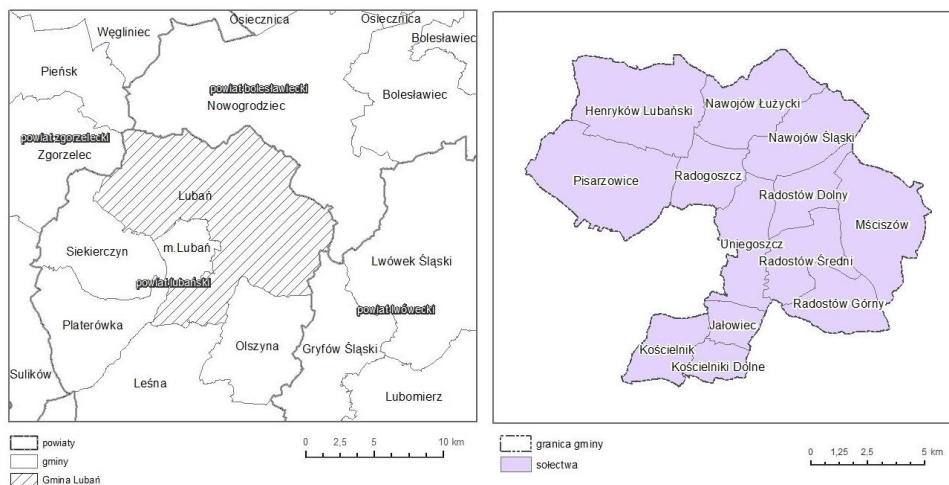 Osiecznica
Osiecznica
Węgliniec
Bolesławiec
Pieńsk
powiat bolesławiecki
Bolesławiec
Nowogrodziec
powiat zgorzelecki
Zgorzelec
Lubań
m.Lubań
Siekierczyn
Lwówek Śląski
powiat lubański
powiat lwówecki
Platerówka
Olszyna
Gryfów Śląski
Sulików
Leśna
Lubomierz
powiaty
gminy
Gmina Lubań
0 2,5 5 10 km
Henryków Lubański
Nawojów Łużycki
Nawojów Śląski
Pisarzowice
Radogoszcz
Radostów Dolny
Mściszów
Uniegoszcz
Radostów Średni
Radostów Górny
Jałowiec
Kościelnik
Kościelniki Dolne
granica gminy
sołectwa
0 1,25 2,5 5 km